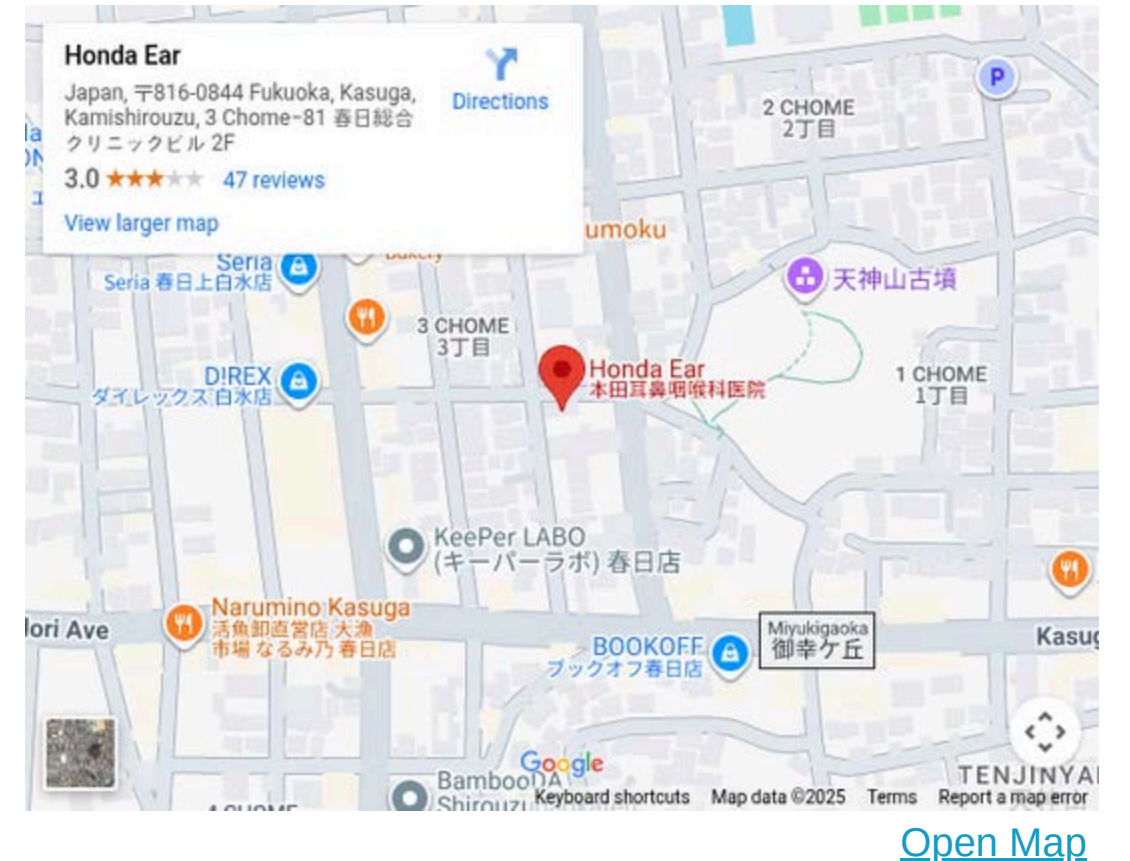 Honda Ear
Japan, 〒816-0844 Fukuoka, Kasuga,
Kamishirouzu, 3 Chome−81 春日総合
クリニックビル 2F
3.0
47 reviews
View larger map
Directions
P
2 CHOME
2丁目
umoku
Seria
Seria 春日上白水店
天神山古墳
3 CHOME
3丁目
D!REX
ダイレックス 白水店
Honda Ear
本田耳鼻咽喉科医院
1 CHOME
1丁目
KeePer LABO
(キーパーラボ) 春日店
Narumino Kasuga
活魚卸直営店 大漁
市場 なるみ乃 春日店
lori Ave
BOOKOFF
ブックオフ春日店
Miyukigaoka
御幸ケ丘
Kasug
Google
BambooDA
Shirouzu
TENJINYA
4 CHOME
Keyboard shortcuts Map data ©2025 Terms Report a map error
Open Map